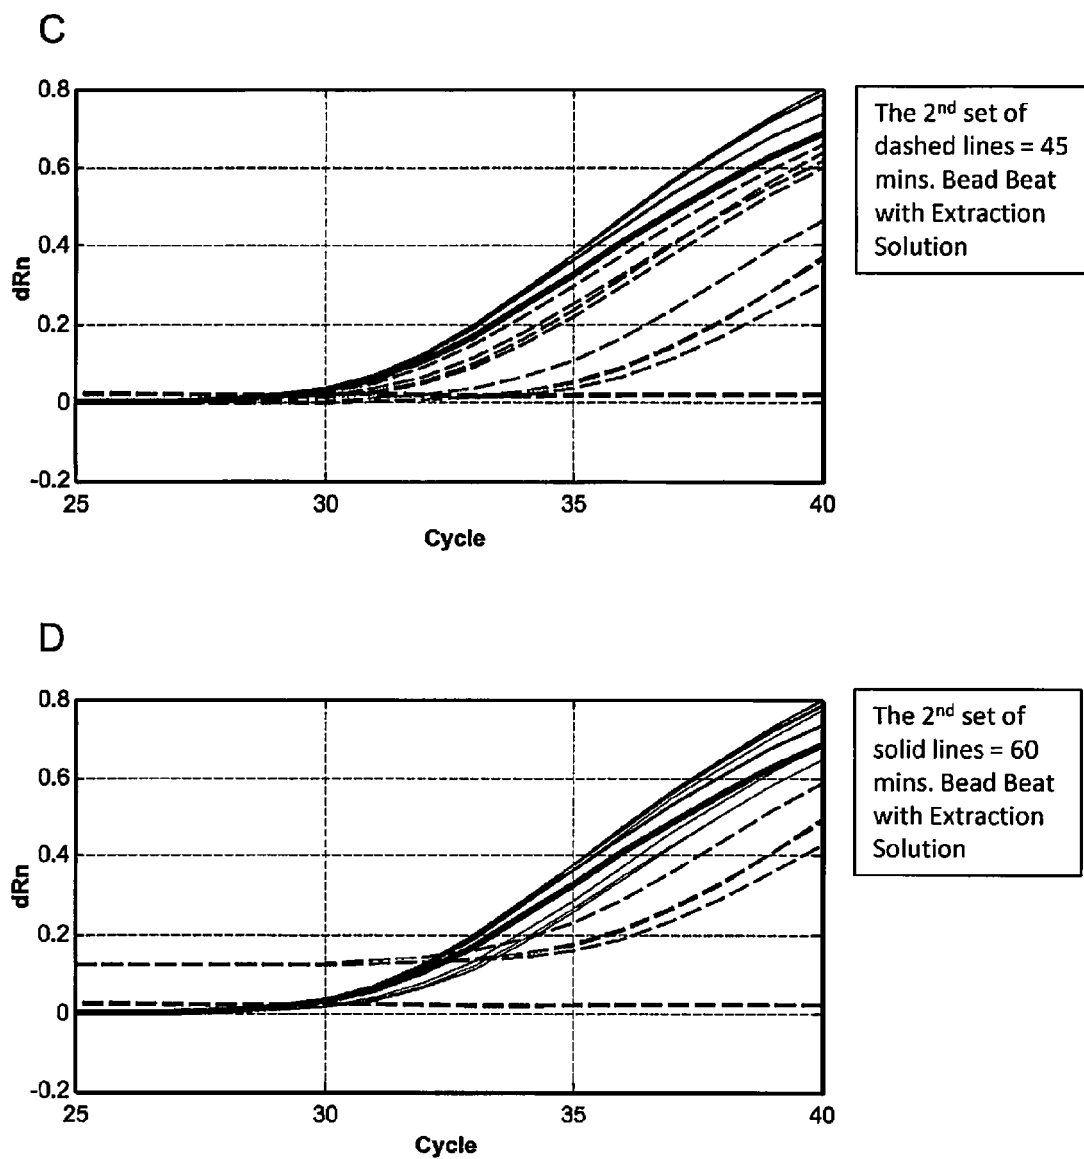 C
0.8
0.6
0.4
0.2
0
-0.2
dRn
25
30
35
40
Cycle
The 2nd set of
dashed lines = 45
mins. Bead Beat
with Extraction
Solution
D
0.8
0.6
0.4
0.2
0
-0.2
dRn
25
30
35
40
Cycle
The 2nd set of
solid lines = 60
mins. Bead Beat
with Extraction
Solution